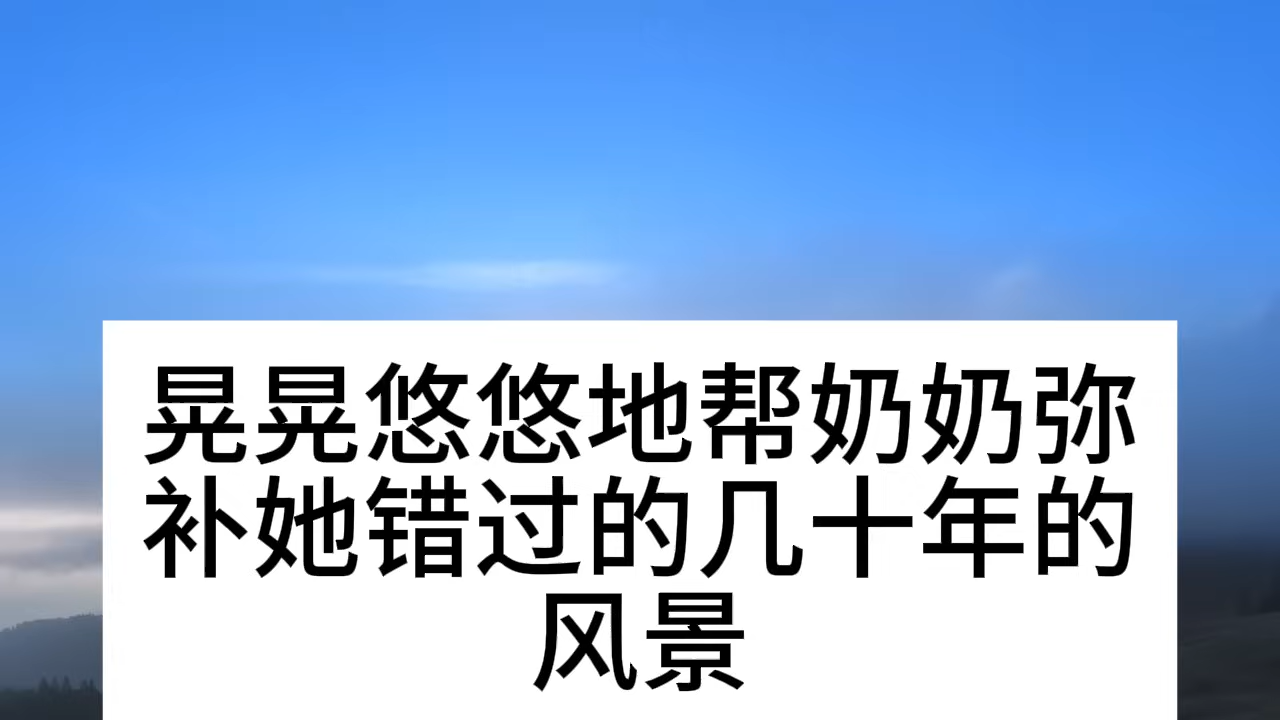 晃晃悠悠地帮奶奶弥
补她错过的几十年的
风景